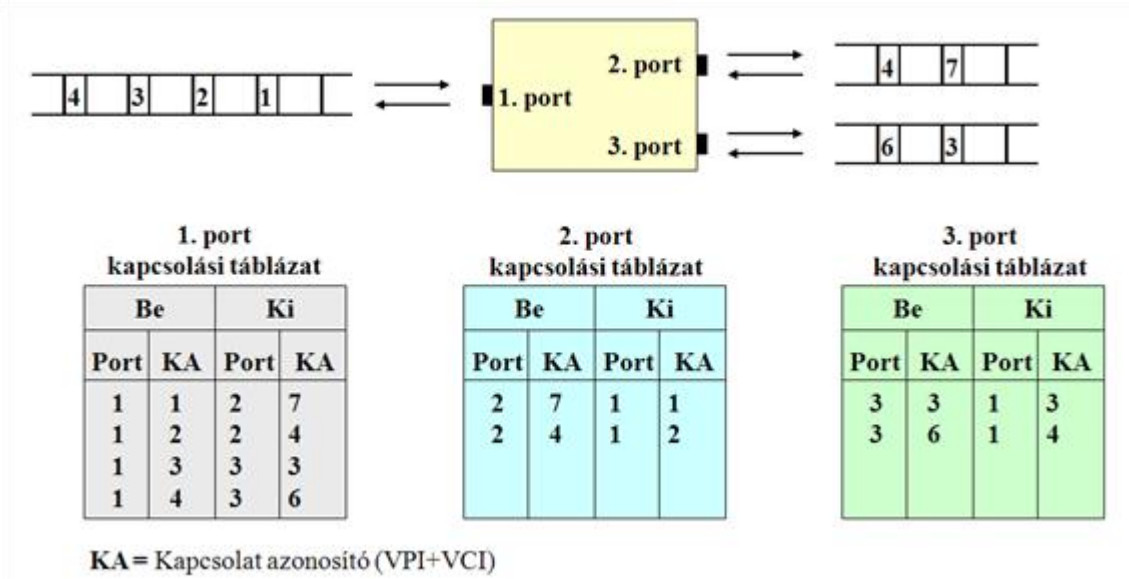 4 3 2 1
1. port
2. port
3. port
4 7
6 3
1. port
kapcsolási táblázat
Be Ki
Port KA Port KA
1 1 2 7
1 2 2 4
1 3 3 3
1 4 3 6
2. port
kapcsolási táblázat
Be Ki
Port KA Port KA
2 7 1 1
2 4 1 2
3. port
kapcsolási táblázat
Be Ki
Port KA Port KA
3 3 1 3
3 6 1 4
KA = Kapcsolat azonosító (VPI+VCI)